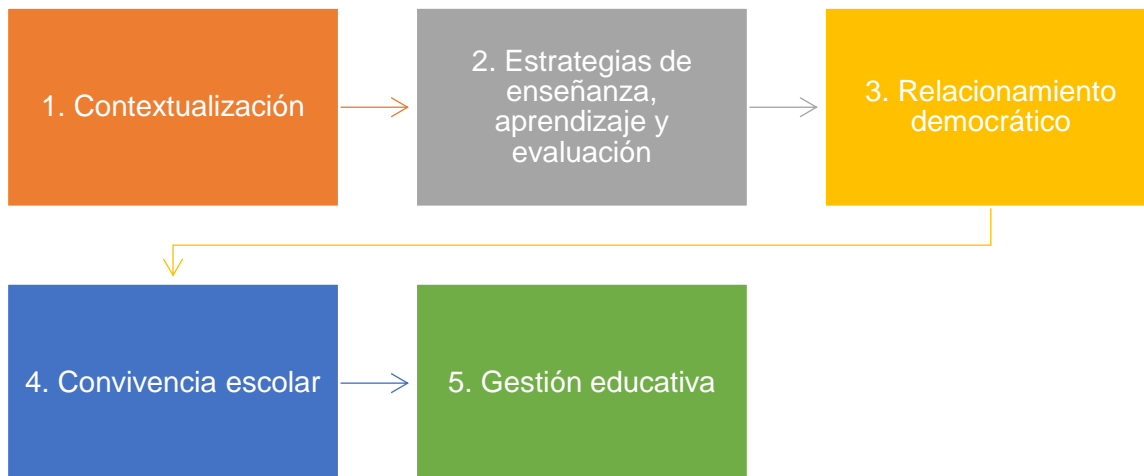 1. Contextualización
2. Estrategias de
enseñanza,
aprendizaje y
evaluación
3. Relacionamiento
democrático
4. Convivencia escolar
5. Gestión educativa